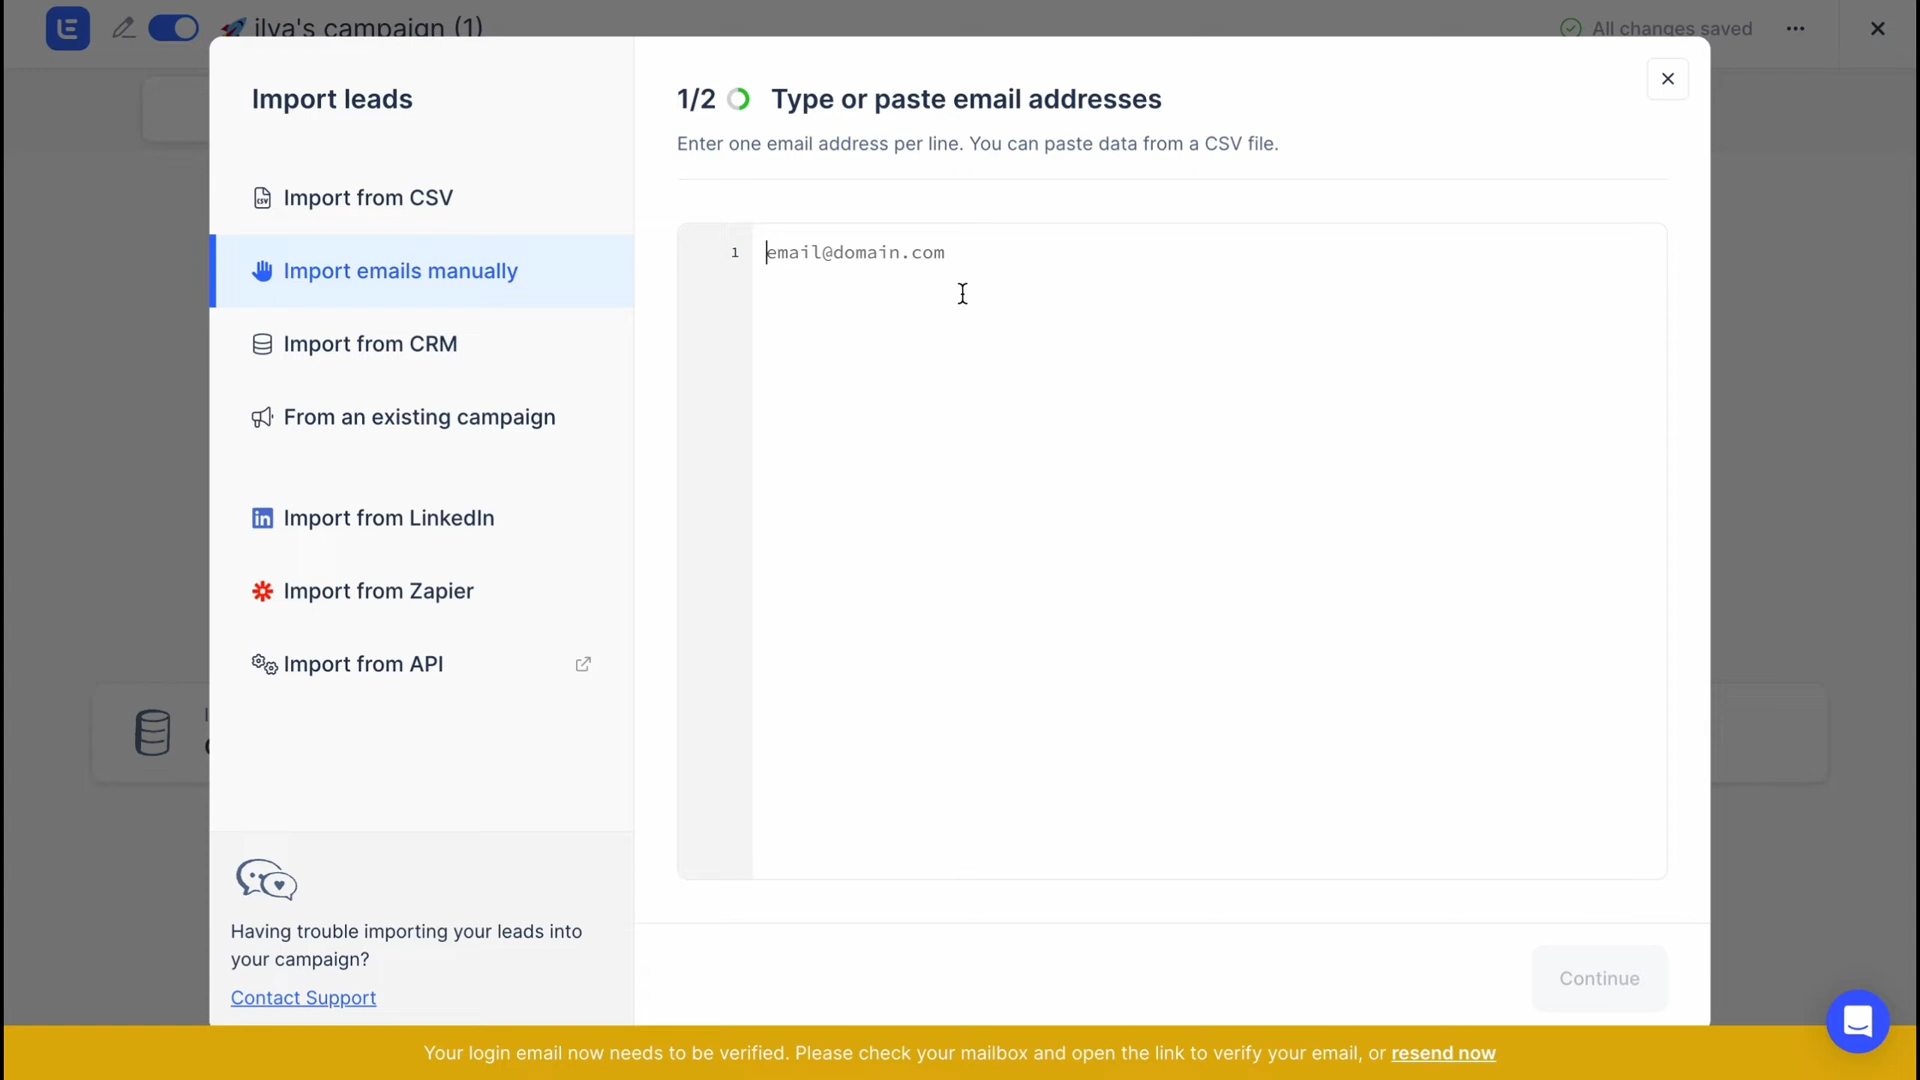 🚀 ilya's campaign (1)
All changes saved
Import leads
Import from CSV
Import emails manually
Import from CRM
From an existing campaign
Import from LinkedIn
Import from Zapier
Import from API
Having trouble importing your leads into
your campaign?
Contact Support
1/2 Type or paste email addresses
Enter one email address per line. You can paste data from a CSV file.
1 email@domain.com
Continue
Your login email now needs to be verified. Please check your mailbox and open the link to verify your email, or resend now